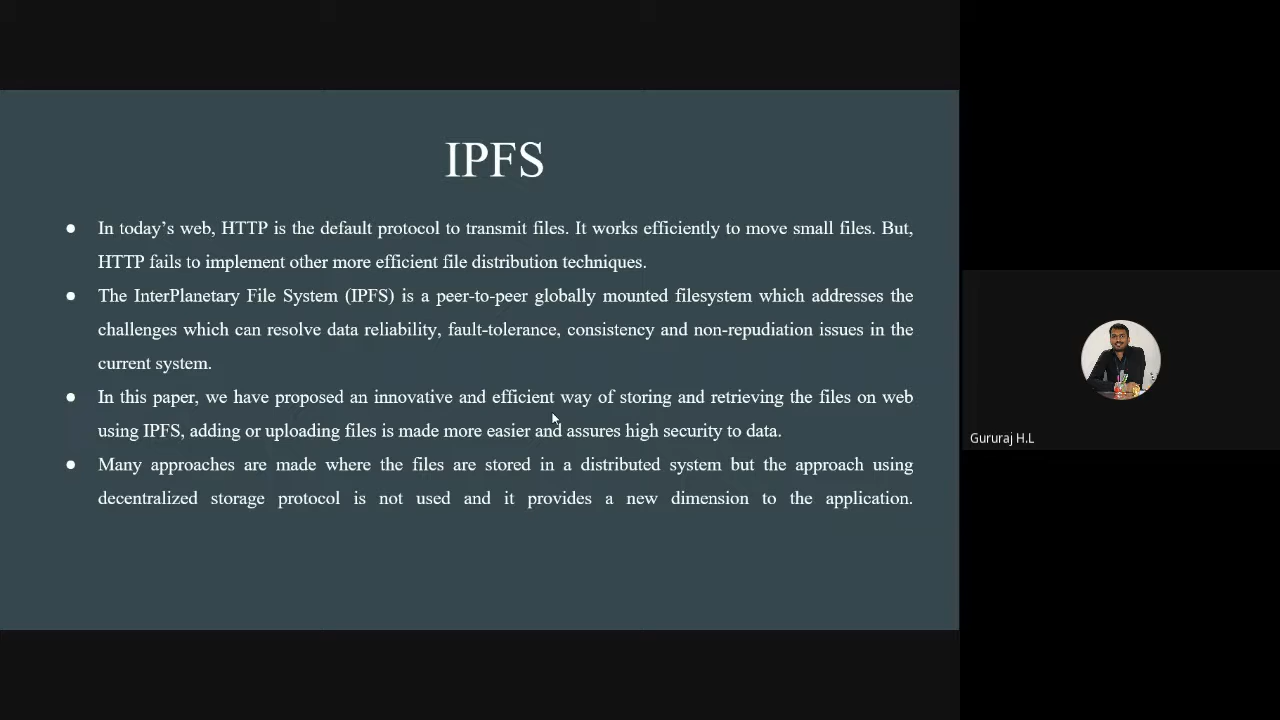 IPFS
● In today’s web, HTTP is the default protocol to transmit files. It works efficiently to move small files. But,
HTTP fails to implement other more efficient file distribution techniques.
● The InterPlanetary File System (IPFS) is a peer-to-peer globally mounted filesystem which addresses the
challenges which can resolve data reliability, fault-tolerance, consistency and non-repudiation issues in the
current system.
● In this paper, we have proposed an innovative and efficient way of storing and retrieving the files on web
using IPFS, adding or uploading files is made more easier and assures high security to data.
● Many approaches are made where the files are stored in a distributed system but the approach using
decentralized storage protocol is not used and it provides a new dimension to the application.
Gururaj H.L